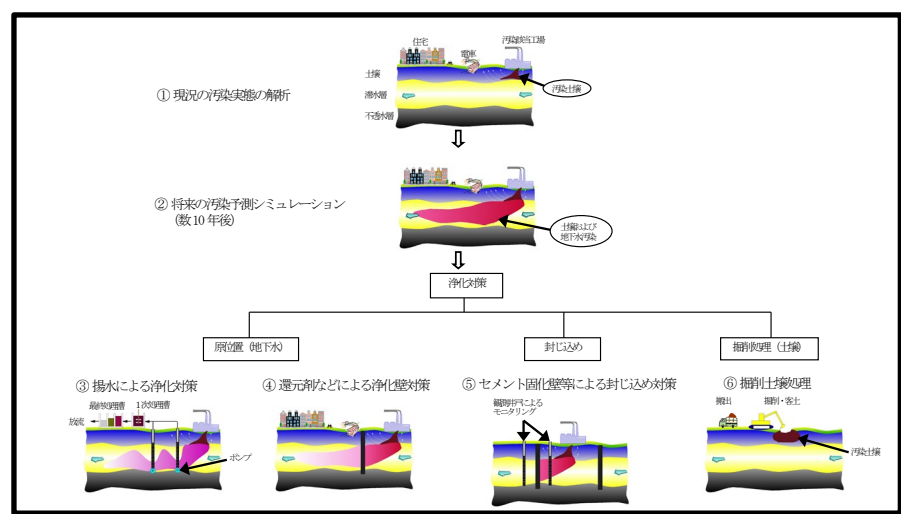 住宅
電車
汚染該当工場
土壌
滞水層
不透水層
汚染土壌
① 現況の汚染実態の解析
② 将来の汚染予測シミュレーション
(数10年後)
土壌および
地下水汚染
浄化対策
原位置（地下水）
封じ込め
掘削処理（土壌）
③ 揚水による浄化対策
④ 還元剤などによる浄化壁対策
⑤ セメント固化壁等による封じ込め対策
⑥ 掘削土壌処理
最終処理槽
1次処理槽
放流
ポンプ
観測井戸による
モニタリング
搬出
掘削・客土
汚染土壌